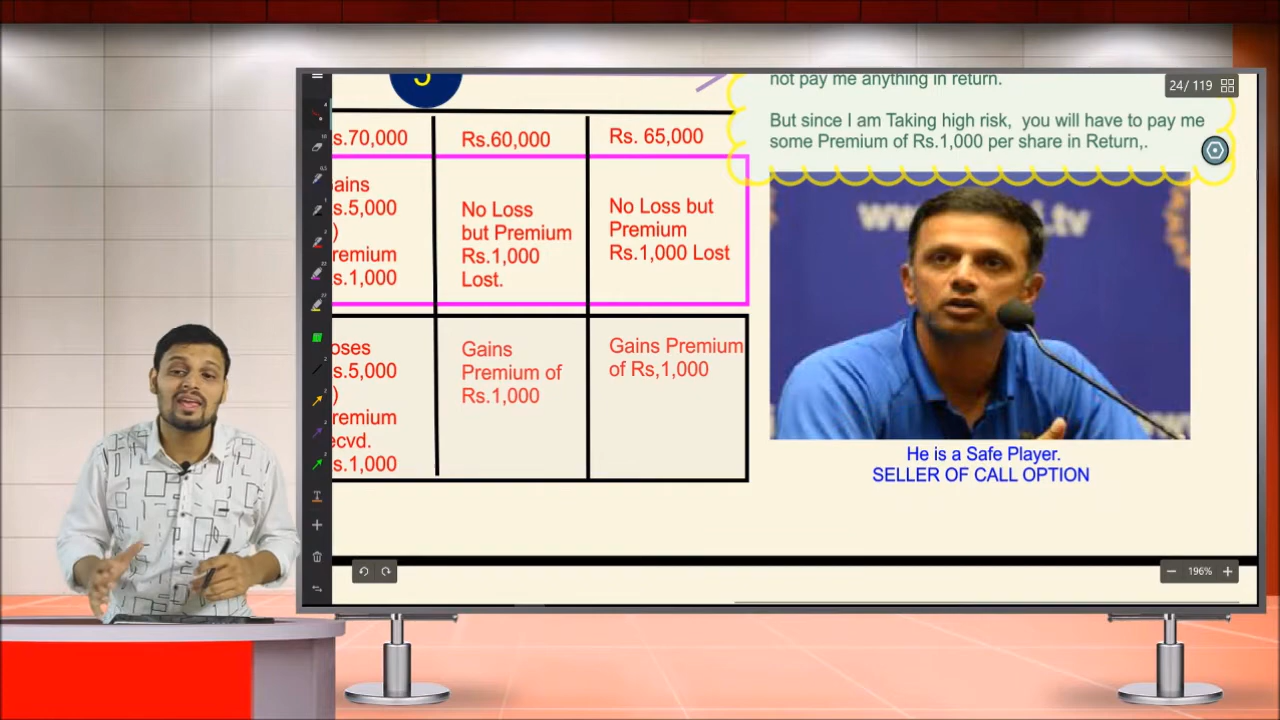 not pay me anything in return.
24/ 119
But since I am Taking high risk, you will have to pay me
some Premium of Rs.1,000 per share in Return,.
s.70,000
Rs.60,000
Rs. 65,000
ains
s.5,000
)
remium
s.1,000
No Loss
but Premium
Rs.1,000
Lost.
No Loss but
Premium
Rs.1,000 Lost
oses
s.5,000
)
remium
ecvd.
s.1,000
Gains
Premium of
Rs.1,000
Gains Premium
of Rs,1,000
He is a Safe Player.
SELLER OF CALL OPTION
196%